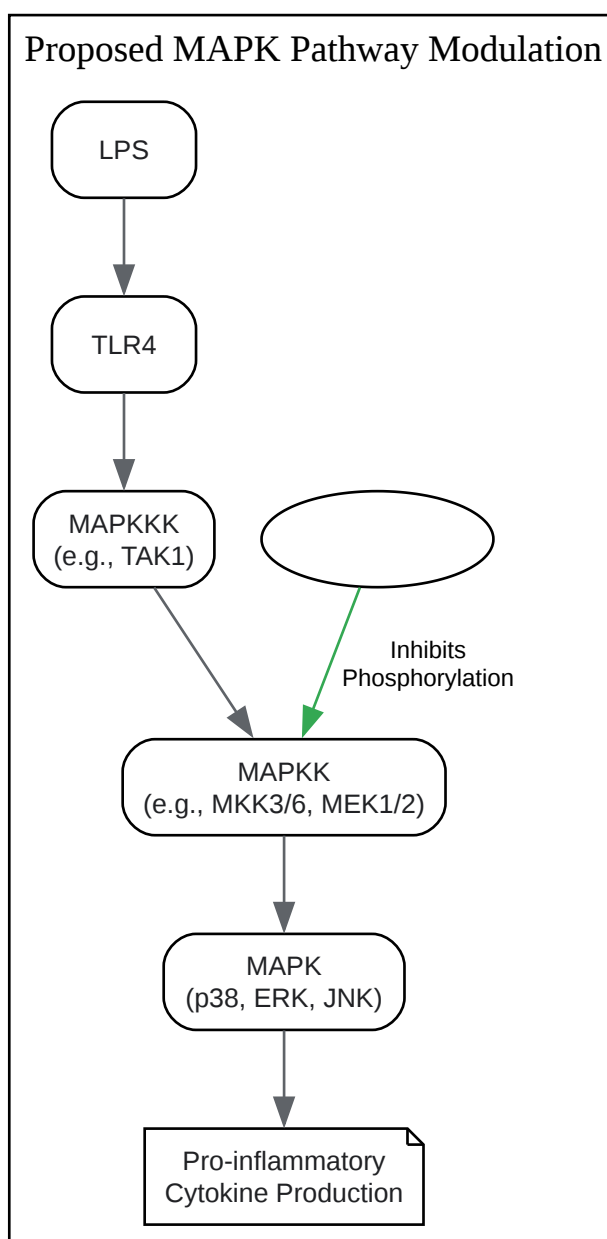 Proposed MAPK Pathway Modulation
LPS
TLR4
MAPKKK
(e.g., TAK1)
Inhibits
Phosphorylation
MAPKK
(e.g., MKK3/6, MEK1/2)
MAPK
(p38, ERK, JNK)
Pro-inflammatory
Cytokine Production